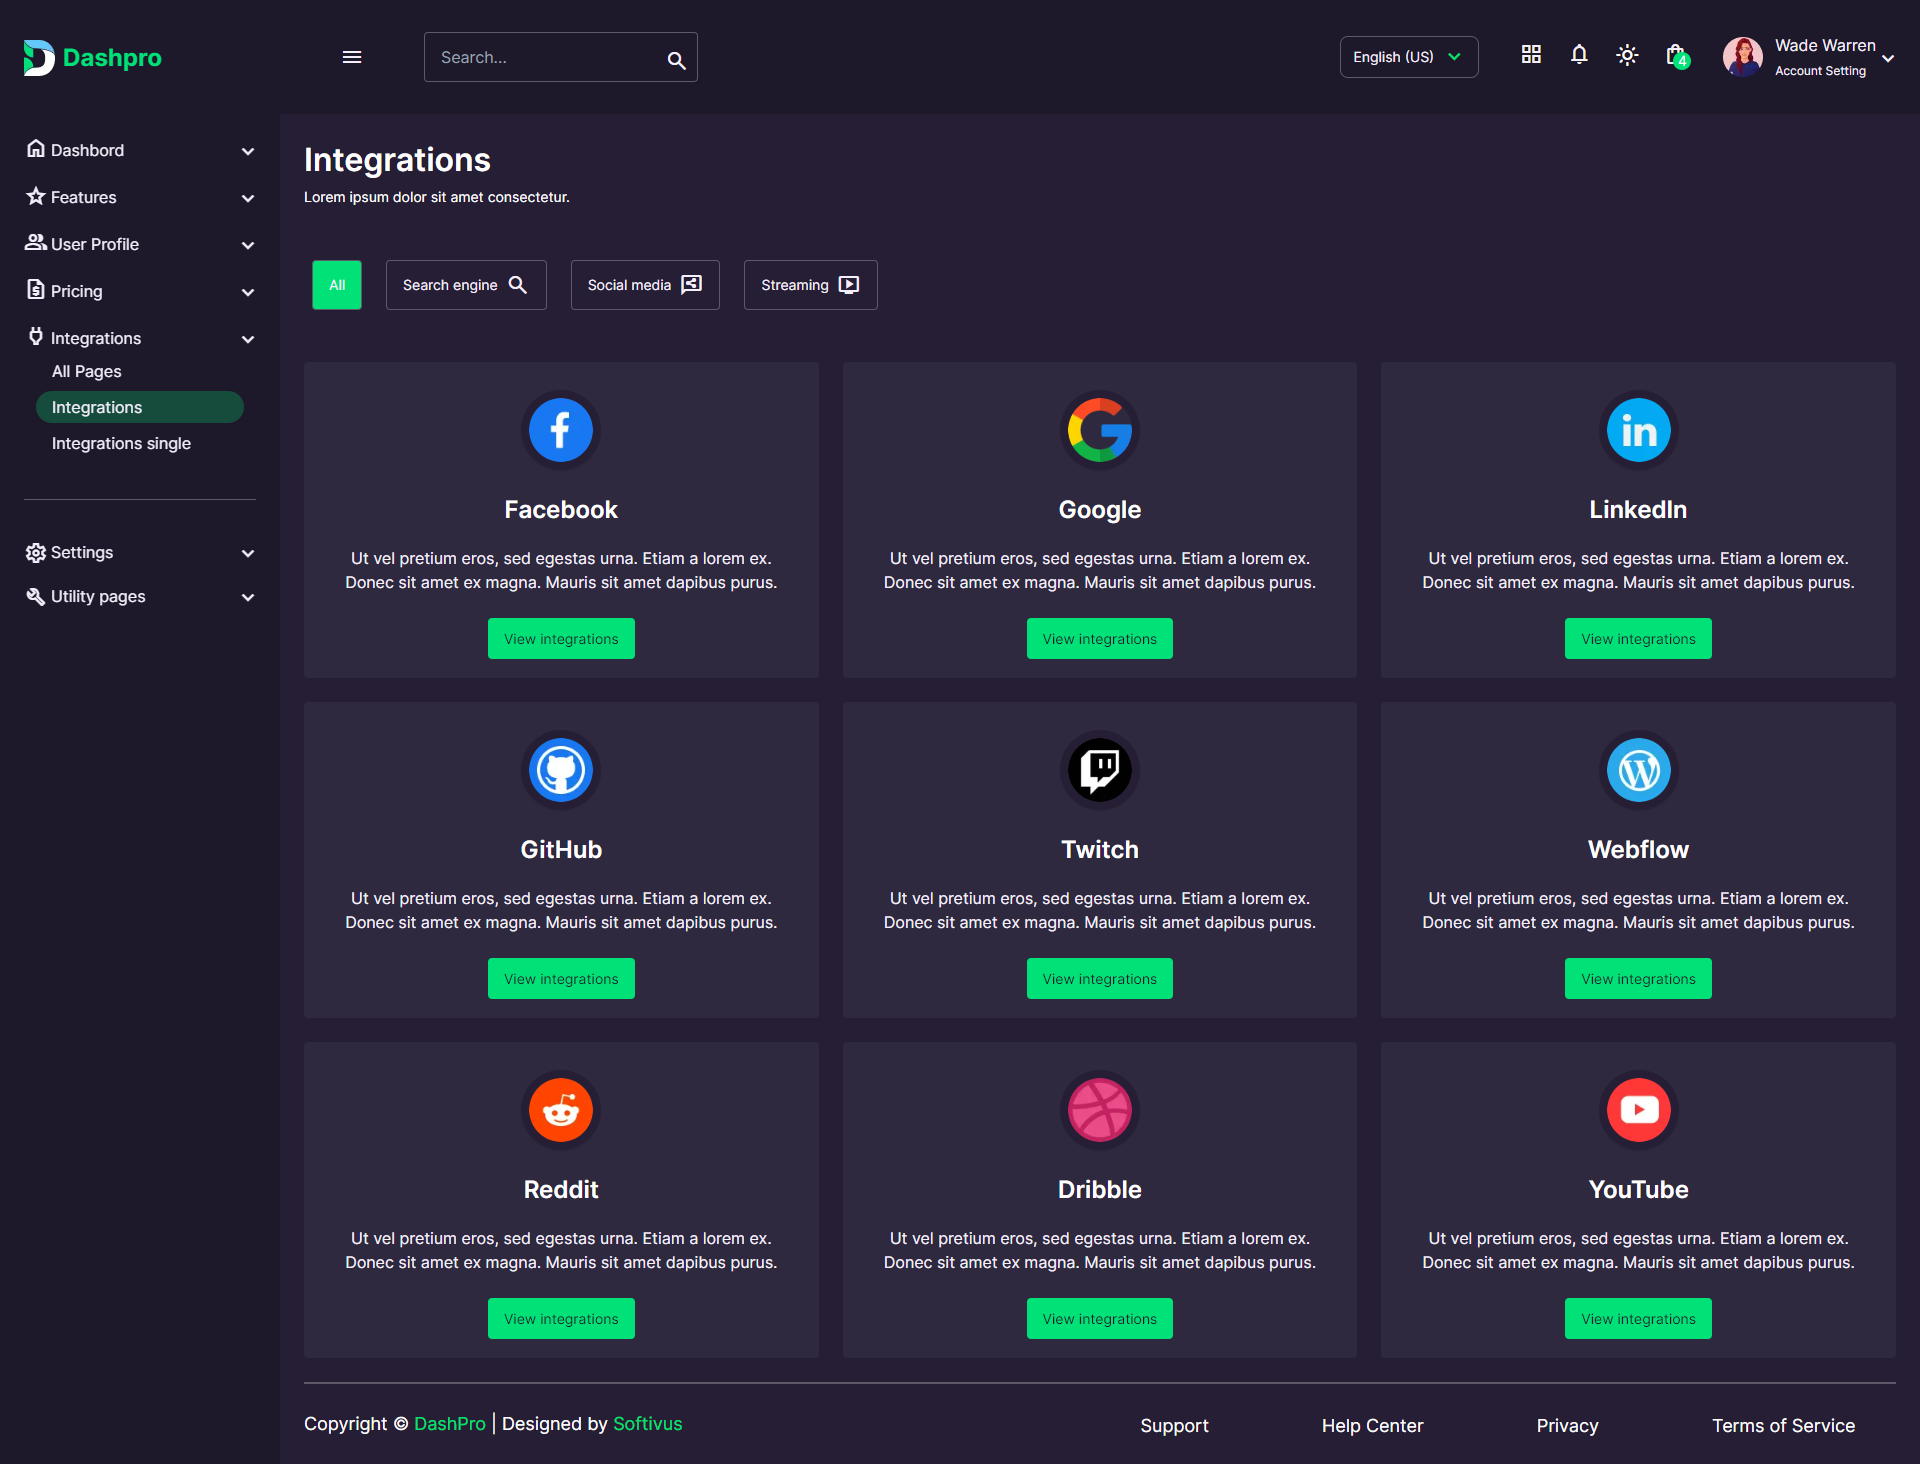 Dashpro
Search...
English (US)
4
Wade Warren
Account Setting
Dashbord
Features
User Profile
Pricing
Integrations
All Pages
Integrations
Integrations single
Settings
Utility pages
Integrations
Lorem ipsum dolor sit amet consectetur.
All
Search engine
Social media
Streaming
Facebook
Ut vel pretium eros, sed egestas urna. Etiam a lorem ex.
Donec sit amet ex magna. Mauris sit amet dapibus purus.
View integrations
Google
Ut vel pretium eros, sed egestas urna. Etiam a lorem ex.
Donec sit amet ex magna. Mauris sit amet dapibus purus.
View integrations
LinkedIn
Ut vel pretium eros, sed egestas urna. Etiam a lorem ex.
Donec sit amet ex magna. Mauris sit amet dapibus purus.
View integrations
GitHub
Ut vel pretium eros, sed egestas urna. Etiam a lorem ex.
Donec sit amet ex magna. Mauris sit amet dapibus purus.
View integrations
Twitch
Ut vel pretium eros, sed egestas urna. Etiam a lorem ex.
Donec sit amet ex magna. Mauris sit amet dapibus purus.
View integrations
Webflow
Ut vel pretium eros, sed egestas urna. Etiam a lorem ex.
Donec sit amet ex magna. Mauris sit amet dapibus purus.
View integrations
Reddit
Ut vel pretium eros, sed egestas urna. Etiam a lorem ex.
Donec sit amet ex magna. Mauris sit amet dapibus purus.
View integrations
Dribble
Ut vel pretium eros, sed egestas urna. Etiam a lorem ex.
Donec sit amet ex magna. Mauris sit amet dapibus purus.
View integrations
YouTube
Ut vel pretium eros, sed egestas urna. Etiam a lorem ex.
Donec sit amet ex magna. Mauris sit amet dapibus purus.
View integrations
Copyright © DashPro | Designed by Softivus
Support
Help Center
Privacy
Terms of Service